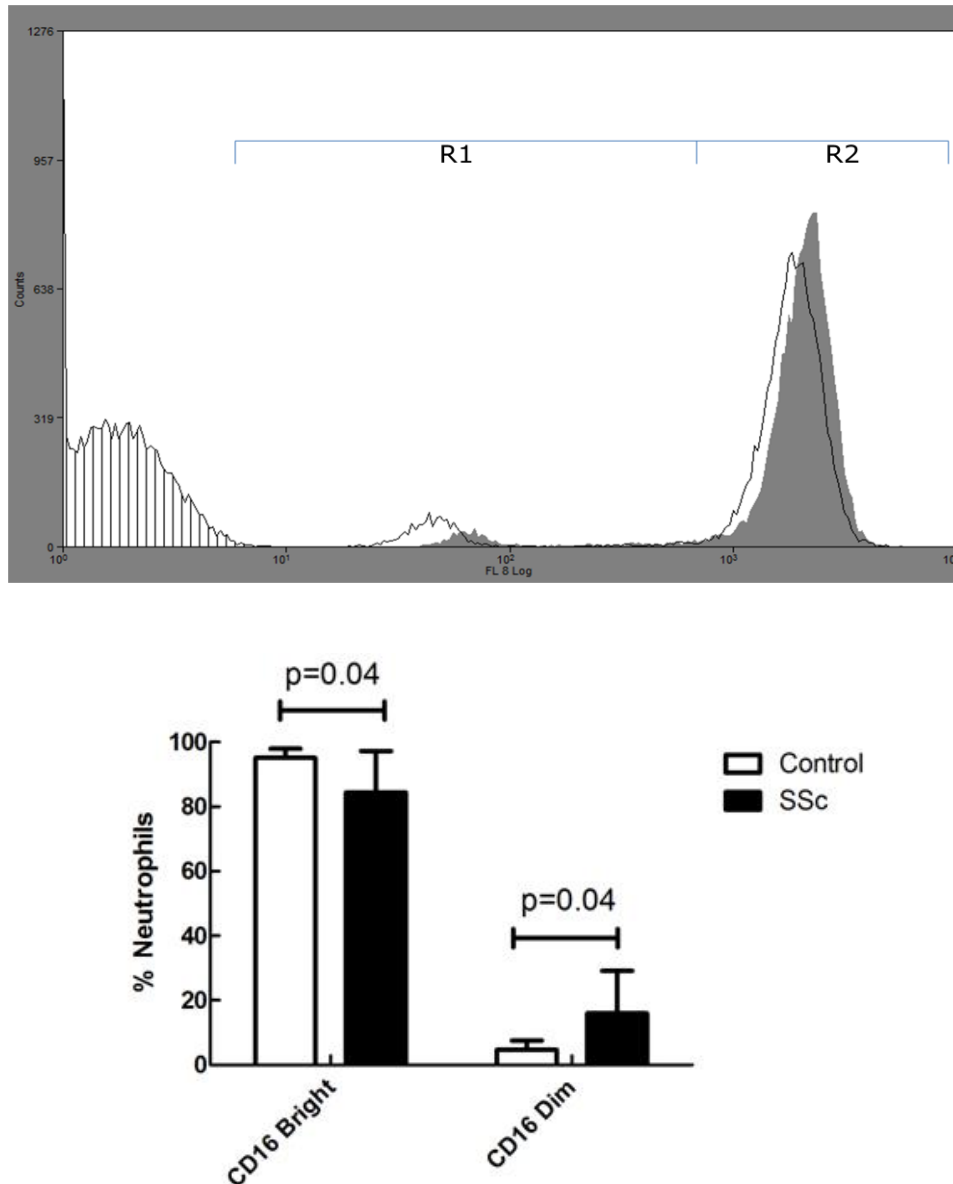 1276
957
638
319
0
Counts
R1
R2
10⁰
10¹
10²
10³
10
FL 8 Log
p=0.04
p=0.04
100
80
60
40
20
0
% Neutrophils
CD16 Bright
CD16 Dim
Control
SSc